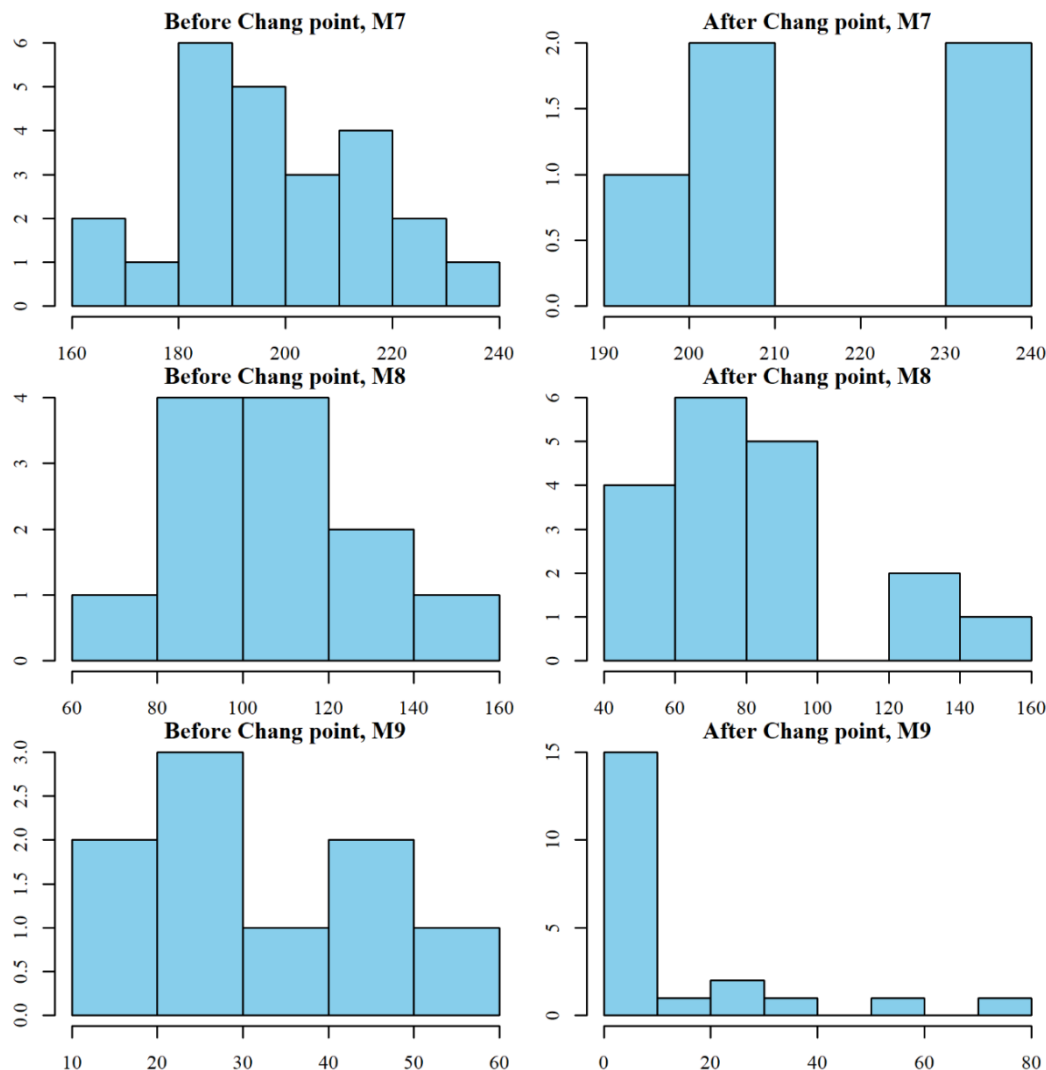 Before Chang point, M7
6
5
4
3
2
1
0
160 180 200 220 240
After Chang point, M7
2.0
1.5
1.0
0.5
0.0
190 200 210 220 230 240
Before Chang point, M8
4
3
2
1
0
60 80 100 120 140 160
After Chang point, M8
6
5
4
3
2
1
0
40 60 80 100 120 140 160
Before Chang point, M9
3.0
2.5
2.0
1.5
1.0
0.5
0.0
10 20 30 40 50 60
After Chang point, M9
15
10
5
0
0 20 40 60 80